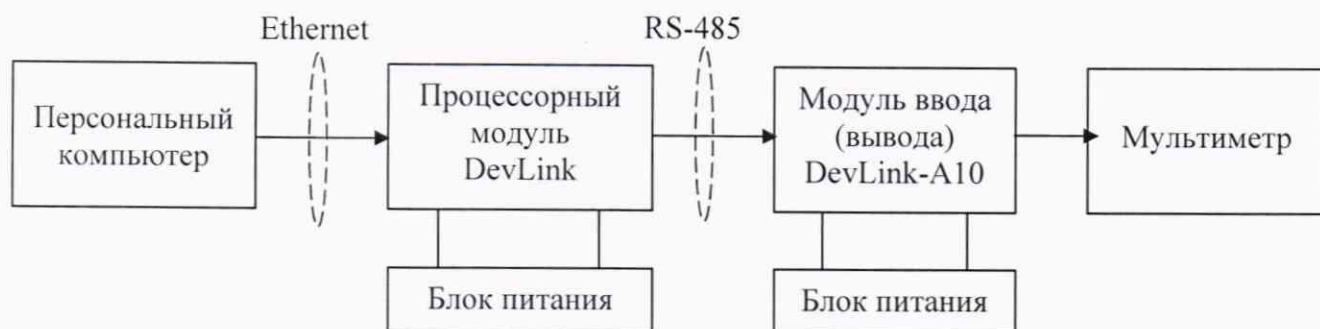 Ethernet
RS-485
Персональный
компьютер
Процессорный
модуль
DevLink
Модуль ввода
(вывода)
DevLink-A10
Мультиметр
Блок питания
Блок питания